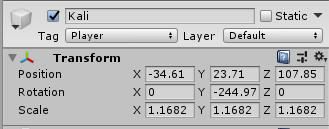 Kali Static
Tag Player Layer Default
Transform
Position X -34.61 Y 23.71 Z 107.85
Rotation X 0 Y -244.97 Z 0
Scale X 1.1682 Y 1.1682 Z 1.1682